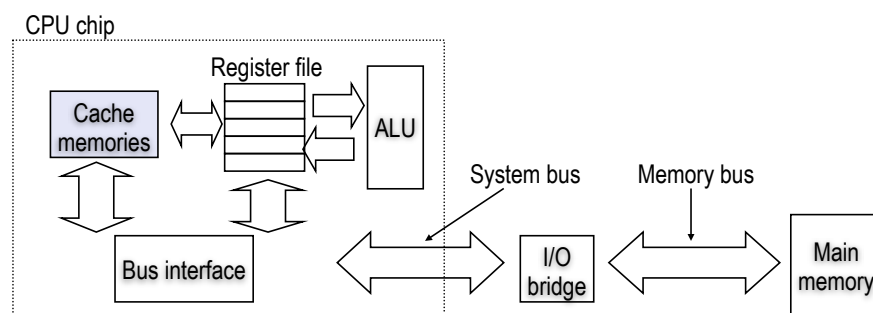 CPU chip
Register file
Cache
memories
ALU
System bus
Memory bus
Bus interface
I/O
bridge
Main
memory